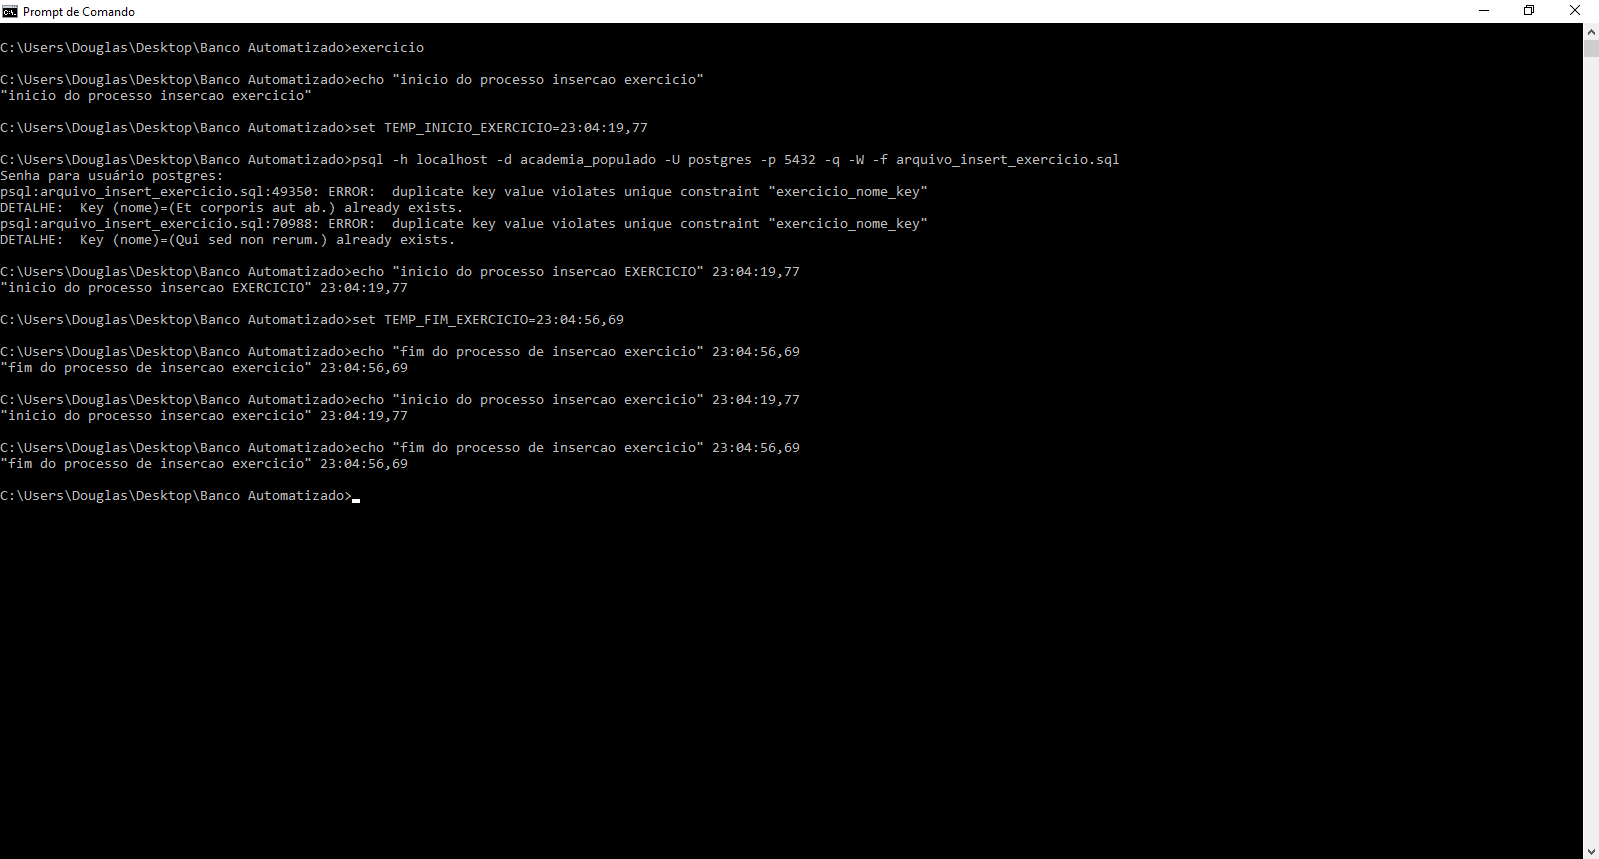 Prompt de Comando
C:\Users\Douglas\Desktop\Banco Automatizado>exercicio
C:\Users\Douglas\Desktop\Banco Automatizado>echo "inicio do processo insercao exercicio"
"inicio do processo insercao exercicio"
C:\Users\Douglas\Desktop\Banco Automatizado>set TEMP_INICIO_EXERCICIO=23:04:19,77
C:\Users\Douglas\Desktop\Banco Automatizado>psql -h localhost -d academia_populado -U postgres -p 5432 -q -W -f arquivo_insert_exercicio.sql
Senha para usuário postgres:
psql:arquivo_insert_exercicio.sql:49350: ERROR:  duplicate key value violates unique constraint "exercicio_nome_key"
DETALHE:  Key (nome)=(Et corporis aut ab.) already exists.
psql:arquivo_insert_exercicio.sql:70988: ERROR:  duplicate key value violates unique constraint "exercicio_nome_key"
DETALHE:  Key (nome)=(Qui sed non rerum.) already exists.
C:\Users\Douglas\Desktop\Banco Automatizado>echo "inicio do processo insercao EXERCICIO" 23:04:19,77
"inicio do processo insercao EXERCICIO" 23:04:19,77
C:\Users\Douglas\Desktop\Banco Automatizado>set TEMP_FIM_EXERCICIO=23:04:56,69
C:\Users\Douglas\Desktop\Banco Automatizado>echo "fim do processo de insercao exercicio" 23:04:56,69
"fim do processo de insercao exercicio" 23:04:56,69
C:\Users\Douglas\Desktop\Banco Automatizado>echo "inicio do processo insercao exercicio" 23:04:19,77
"inicio do processo insercao exercicio" 23:04:19,77
C:\Users\Douglas\Desktop\Banco Automatizado>echo "fim do processo de insercao exercicio" 23:04:56,69
"fim do processo de insercao exercicio" 23:04:56,69
C:\Users\Douglas\Desktop\Banco Automatizado>